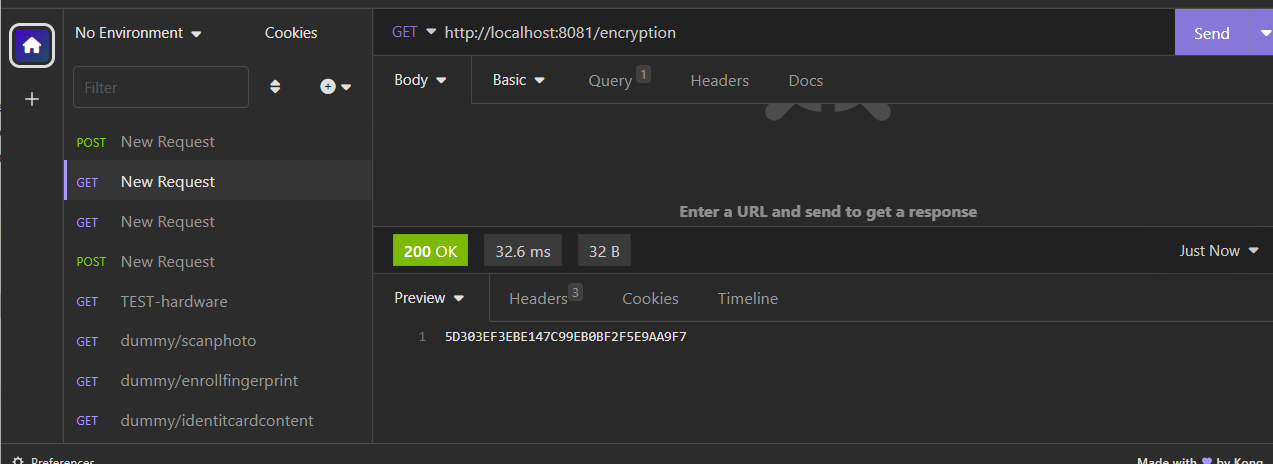 No Environment
Cookies
GET http://localhost:8081/encryption
Send
Filter
Body
Basic
Query 1
Headers
Docs
POST New Request
GET New Request
GET New Request
POST New Request
GET TEST-hardware
GET dummy/scanphoto
GET dummy/enrollfingerprint
GET dummy/identitcardcontent
Enter a URL and send to get a response
200 OK
32.6 ms
32 B
Just Now
Preview
Headers 3
Cookies
Timeline
1 5D303EF3EBE147C99EB0BF2F5E9AA9F7
Preferences
Made with by Kong